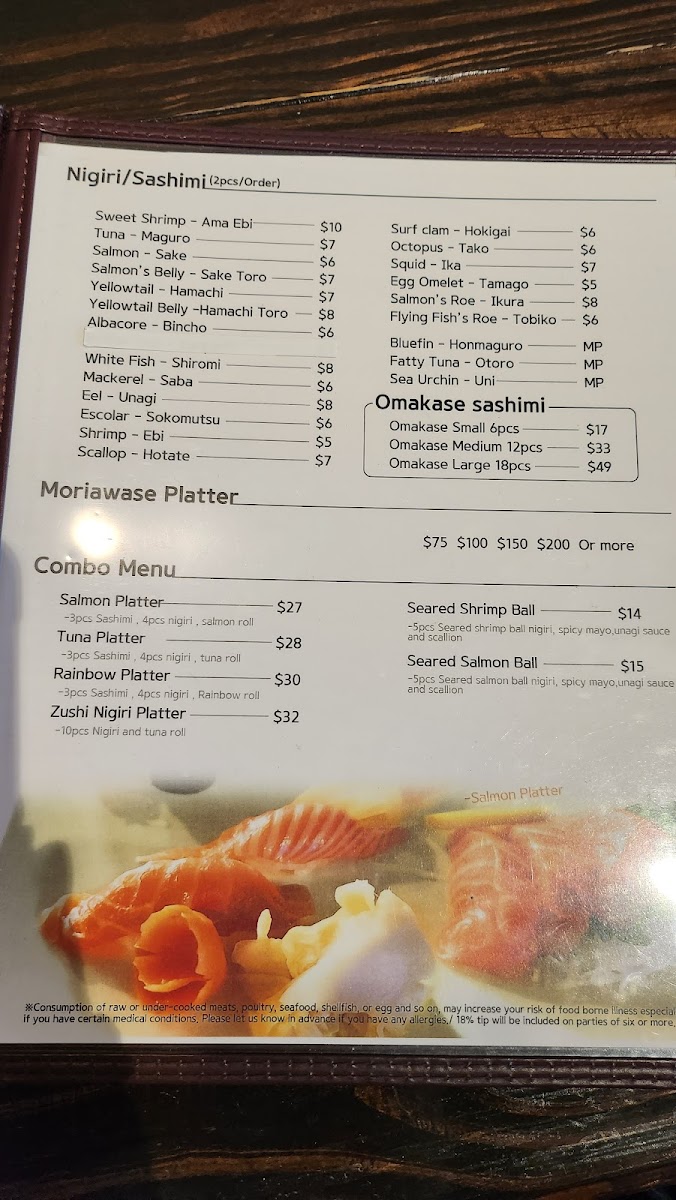 Nigiri/Sashimi (2pcs/Order)
Sweet Shrimp - Ama Ebi $10
Tuna - Maguro $7
Salmon - Sake $6
Salmon's Belly - Sake Toro $7
Yellowtail - Hamachi $7
Yellowtail Belly -Hamachi Toro $8
Albacore - Bincho $6
White Fish - Shiromi $8
Mackerel - Saba $6
Eel - Unagi $8
Escolar - Sokomutsu $6
Shrimp - Ebi $5
Scallop - Hotate $7
Surf clam - Hokigai $6
Octopus - Tako $6
Squid - Ika $7
Egg Omelet - Tamago $5
Salmon's Roe - Ikura $8
Flying Fish's Roe - Tobiko $6
Bluefin - Honmaguro MP
Fatty Tuna - Otoro MP
Sea Urchin - Uni MP
Omakase sashimi
Omakase Small 6pcs $17
Omakase Medium 12pcs $33
Omakase Large 18pcs $49
Moriawase Platter
$75 $100 $150 $200 Or more
Combo Menu
Salmon Platter $27
-3pcs Sashimi , 4pcs nigiri , salmon roll
Tuna Platter $28
-3pcs Sashimi , 4pcs nigiri , tuna roll
Rainbow Platter $30
-3pcs Sashimi , 4pcs nigiri , Rainbow roll
Zushi Nigiri Platter $32
-10pcs Nigiri and tuna roll
Seared Shrimp Ball $14
-5pcs Seared shrimp ball nigiri, spicy mayo,unagi sauce
and scallion
Seared Salmon Ball $15
-5pcs Seared salmon ball nigiri, spicy mayo,unagi sauce
and scallion
-Salmon Platter
※Consumption of raw or under-cooked meats, poultry, seafood, shellfish, or egg and so on, may increase your risk of food borne illness especial
if you have certain medical conditions. Please let us know in advance if you have any allergies./ 18% tip will be included on parties of six or more.